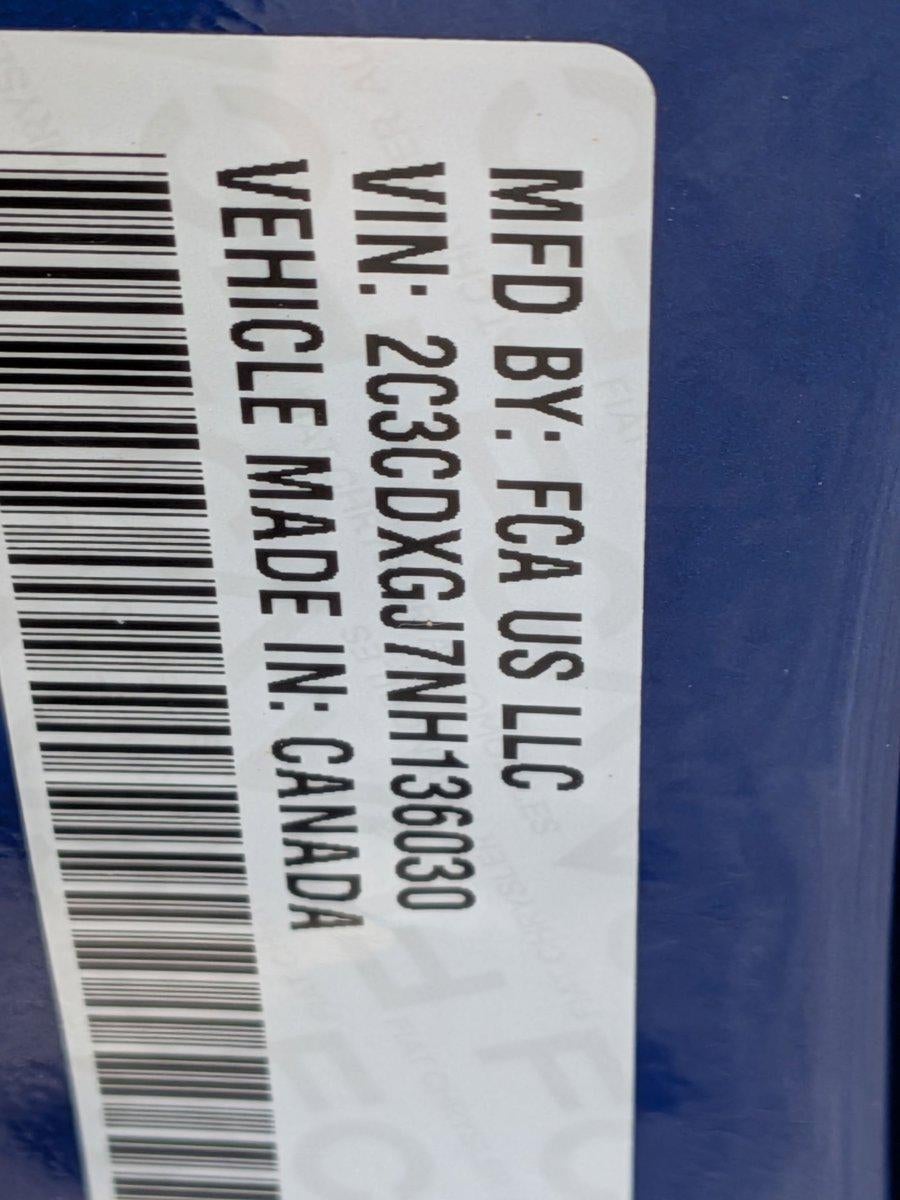 MFD BY: FCA US LLC
VIN: 2C3CDXGJ7NH136030
VEHICLE MADE IN: CANADA